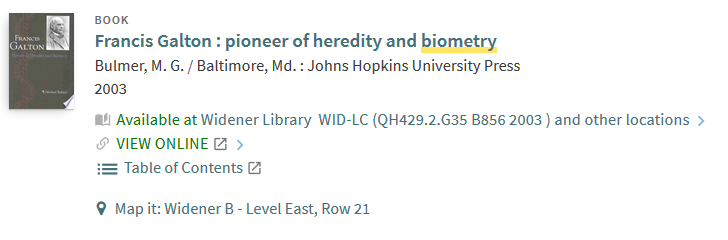 BOOK
FRANCIS
GALTON
Francis Galton : pioneer of heredity and biometry
Bulmer, M. G. / Baltimore, Md. : Johns Hopkins University Press
2003
Available at Widener Library WID-LC (QH429.2.G35 B856 2003 ) and other locations
VIEW ONLINE
Table of Contents
Map it: Widener B - Level East, Row 21